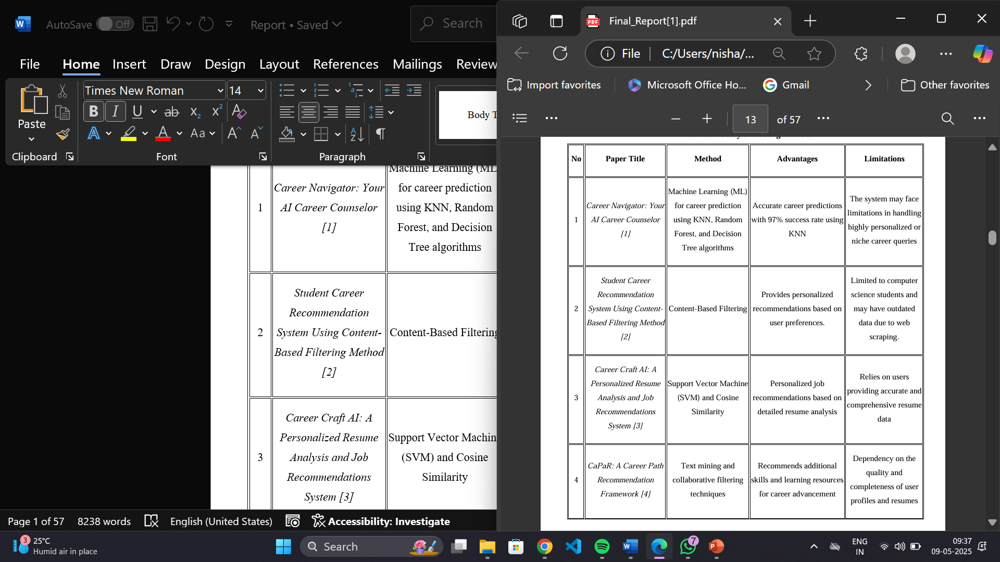 AutoSave Off Report • Saved Search
File Home Insert Draw Design Layout References Mailings Review
Paste Times New Roman 14
B I U ab X₂ X² A
A A Aa A A
Body T
Clipboard Font Paragraph
Machine Learning (ML
for career prediction
using KNN, Random
Forest, and Decision
Tree algorithms
1
Career Navigator: Your
AI Career Counselor
[1]
2
Student Career
Recommendation
System Using Content-
Based Filtering Method
[2]
Content-Based Filtering
3
Career Craft AI: A
Personalized Resume
Analysis and Job
Recommendations
System [3]
Support Vector Machin
(SVM) and Cosine
Similarity
Page 1 of 57 8238 words English (United States) Accessibility: Investigate
Final_Report[1].pdf
File C:/Users/nisha/...
Import favorites Microsoft Office Ho... Gmail Other favorites
13 of 57
No Paper Title Method Advantages Limitations
1
Career Navigator: Your
AI Career Counselor
[1]
Machine Learning (ML)
for career prediction
using KNN, Random
Forest, and Decision
Tree algorithms
Accurate career predictions
with 97% success rate using
KNN
The system may face
limitations in handling
highly personalized or
niche career queries
2
Student Career
Recommendation
System Using Content-
Based Filtering Method
[2]
Content-Based Filtering
Provides personalized
recommendations based on
user preferences.
Limited to computer
science students and
may have outdated
data due to web
scraping.
3
Career Craft AI: A
Personalized Resume
Analysis and Job
Recommendations
System [3]
Support Vector Machine
(SVM) and Cosine
Similarity
Personalized job
recommendations based on
detailed resume analysis
Relies on users
providing accurate and
comprehensive resume
data
4
CaPaR: A Career Path
Recommendation
Framework [4]
Text mining and
collaborative filtering
techniques
Recommends additional
skills and learning resources
for career advancement
Dependency on the
quality and
completeness of user
profiles and resumes
3
25°C
Humid air in place
Search
7
ENG
IN
09:37
09-05-2025